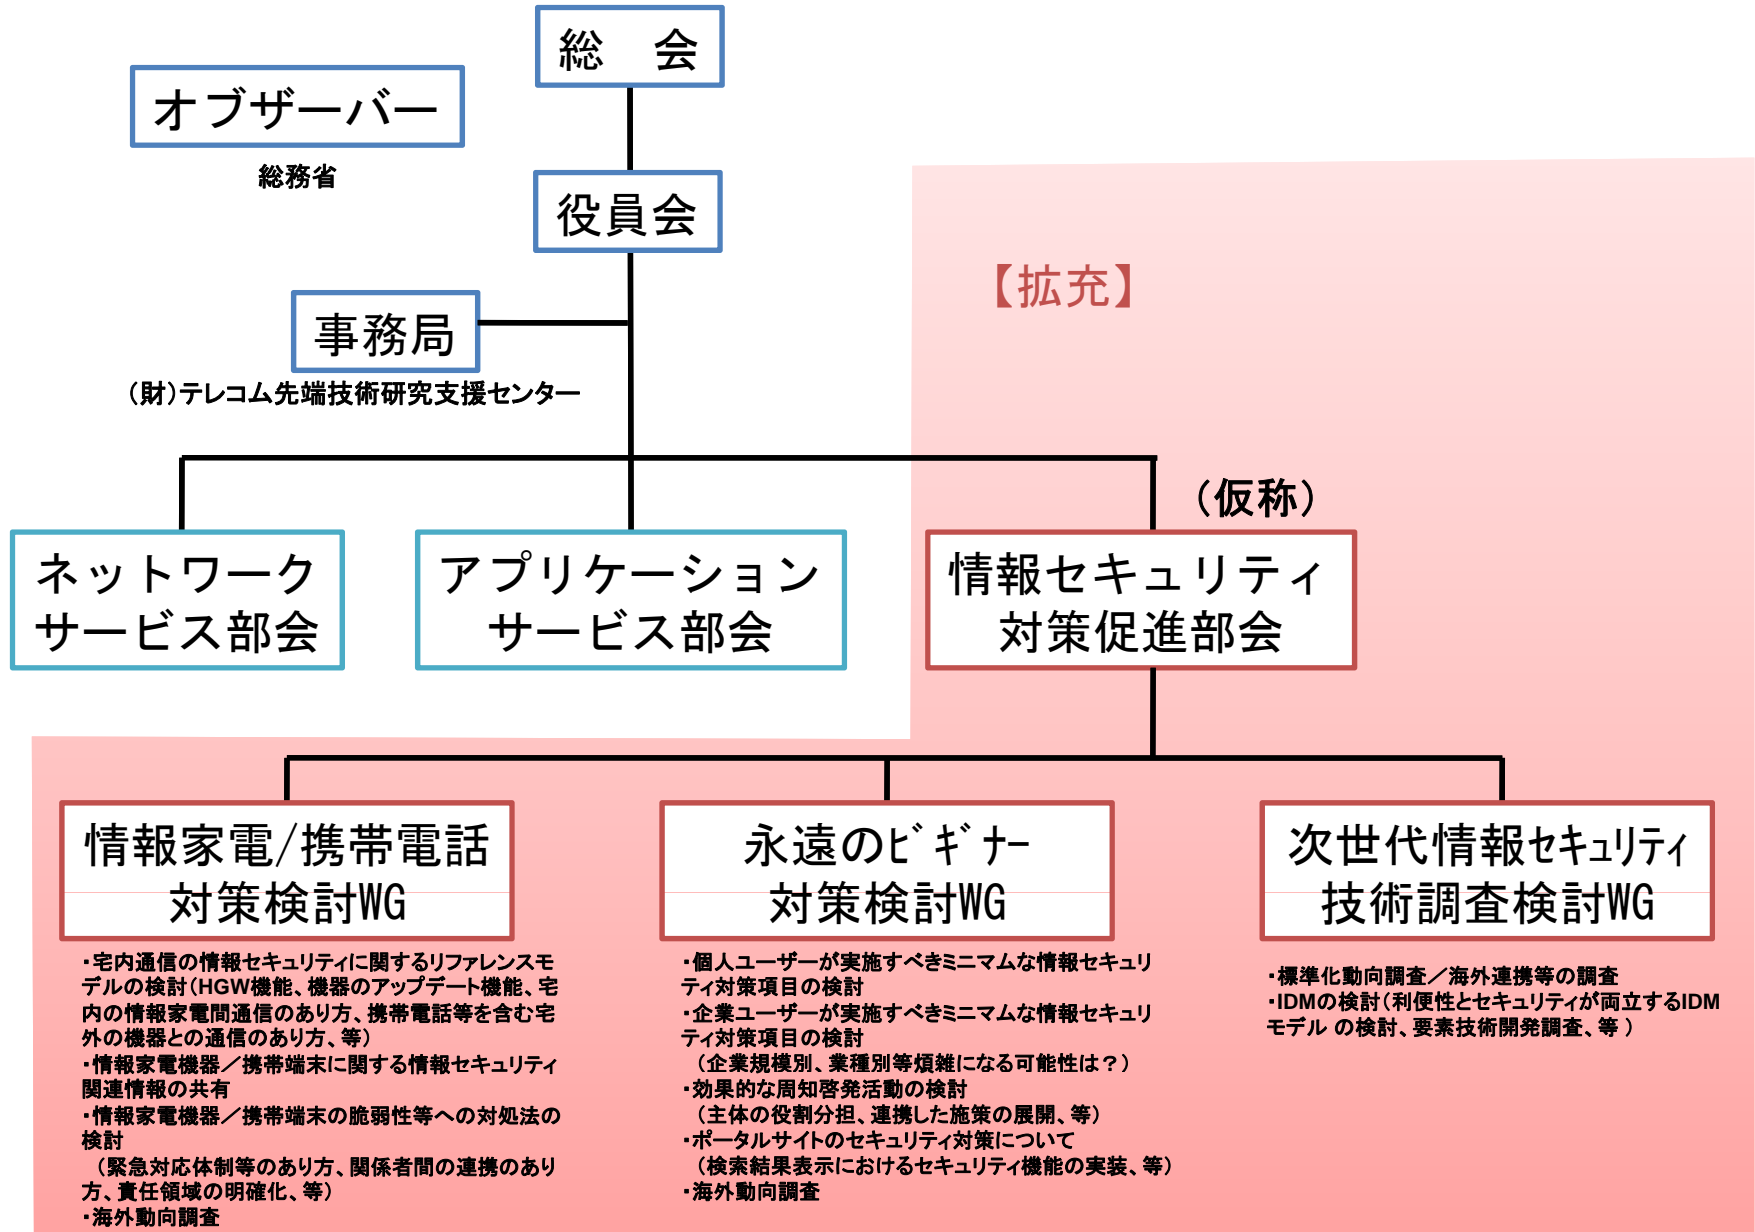 総　会
オブザーバー
総務省
役員会
【拡充】
事務局
（財）テレコム先端技術研究支援センター
（仮称）
ネットワーク
サービス部会
アプリケーション
サービス部会
情報セキュリティ
対策促進部会
情報家電/携帯電話
対策検討WG
・宅内通信の情報セキュリティに関するリファレンスモ
デルの検討（HGW機能、機器のアップデート機能、宅
内の情報家電間通信のあり方、携帯電話等を含む宅
外の機器との通信のあり方、等）
・情報家電機器／携帯端末に関する情報セキュリティ
関連情報の共有
・情報家電機器／携帯端末の脆弱性等への対処法の
検討
（緊急対応体制等のあり方、関係者間の連携のあり
方、責任領域の明確化、等）
・海外動向調査
永遠のﾋﾞｷﾞﾅｰ
対策検討WG
・個人ユーザーが実施すべきミニマムな情報セキュリ
ティ対策項目の検討
・企業ユーザーが実施すべきミニマムな情報セキュリ
ティ対策項目の検討
（企業規模別、業種別等煩雑になる可能性は？）
・効果的な周知啓発活動の検討
（主体の役割分担、連携した施策の展開、等）
・ポータルサイトのセキュリティ対策について
（検索結果表示におけるセキュリティ機能の実装、等）
・海外動向調査
次世代情報ｾｷｭﾘﾃｨ
技術調査検討WG
・標準化動向調査／海外連携等の調査
・IDMの検討（利便性とセキュリティが両立するIDM
モデル の検討、要素技術開発調査、等 ）